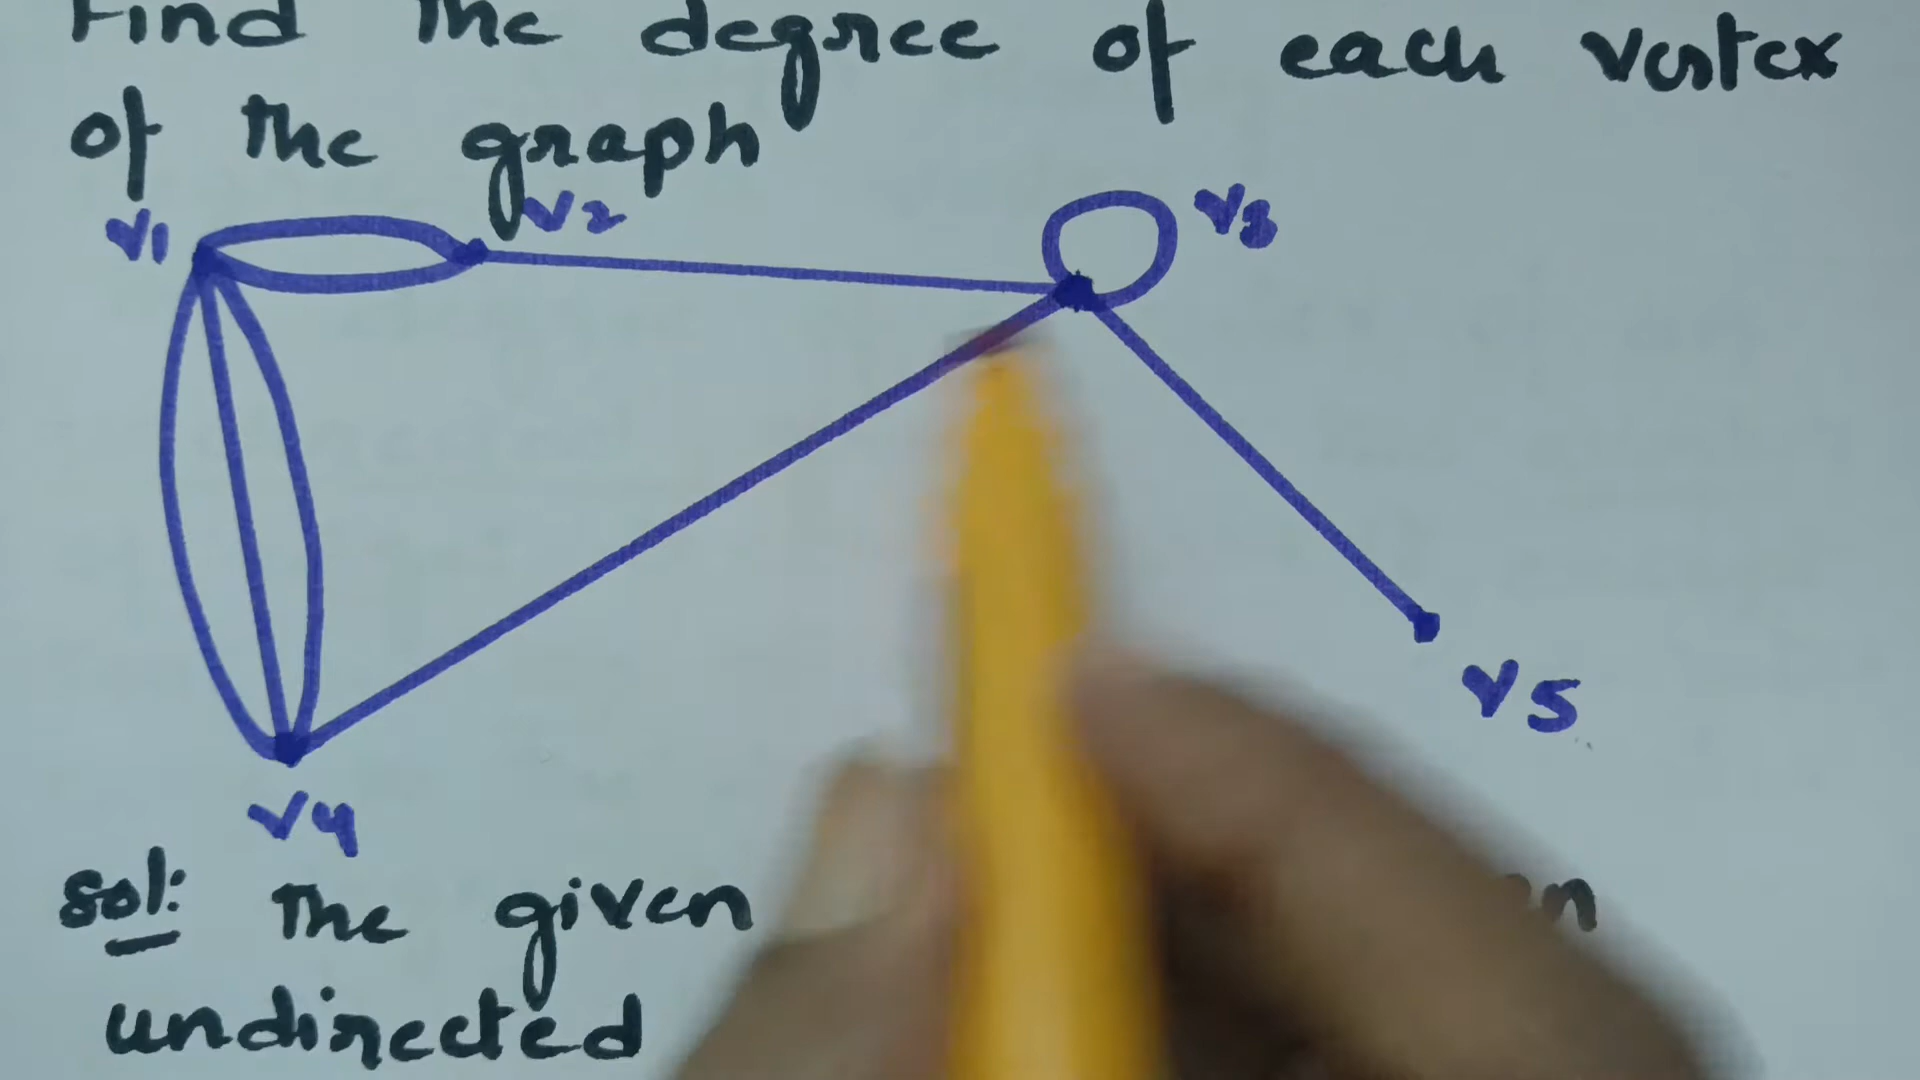 Find the degree of each vertex
of the graph
v1 v2 v3
v5
v4
sol: The given
undirected